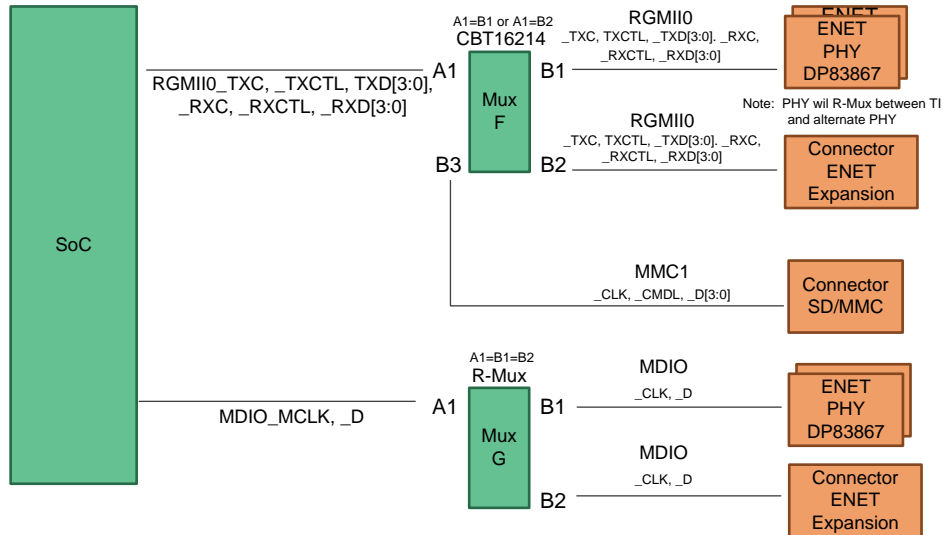 SoC
RGMII0_TXC, _TXCTL, TXD[3:0],
_RXC, _RXCTL, _RXD[3:0]
A1=B1 or A1=B2
CBT16214
A1
B1
B3
B2
Mux
F
RGMII0
_TXC, TXCTL, _TXD[3:0]. _RXC,
_RXCTL, _RXD[3:0]
ENET
ENET
PHY
DP83867
Note: PHY wil R-Mux between TI
and alternate PHY
RGMII0
_TXC, TXCTL, _TXD[3:0]. _RXC,
_RXCTL, _RXD[3:0]
Connector
ENET
Expansion
MMC1
_CLK, _CMDL, _D[3:0]
Connector
SD/MMC
MDIO_MCLK, _D
A1=B1=B2
R-Mux
A1
B1
B2
Mux
G
MDIO
_CLK, _D
ENET
PHY
DP83867
MDIO
_CLK, _D
Connector
ENET
Expansion